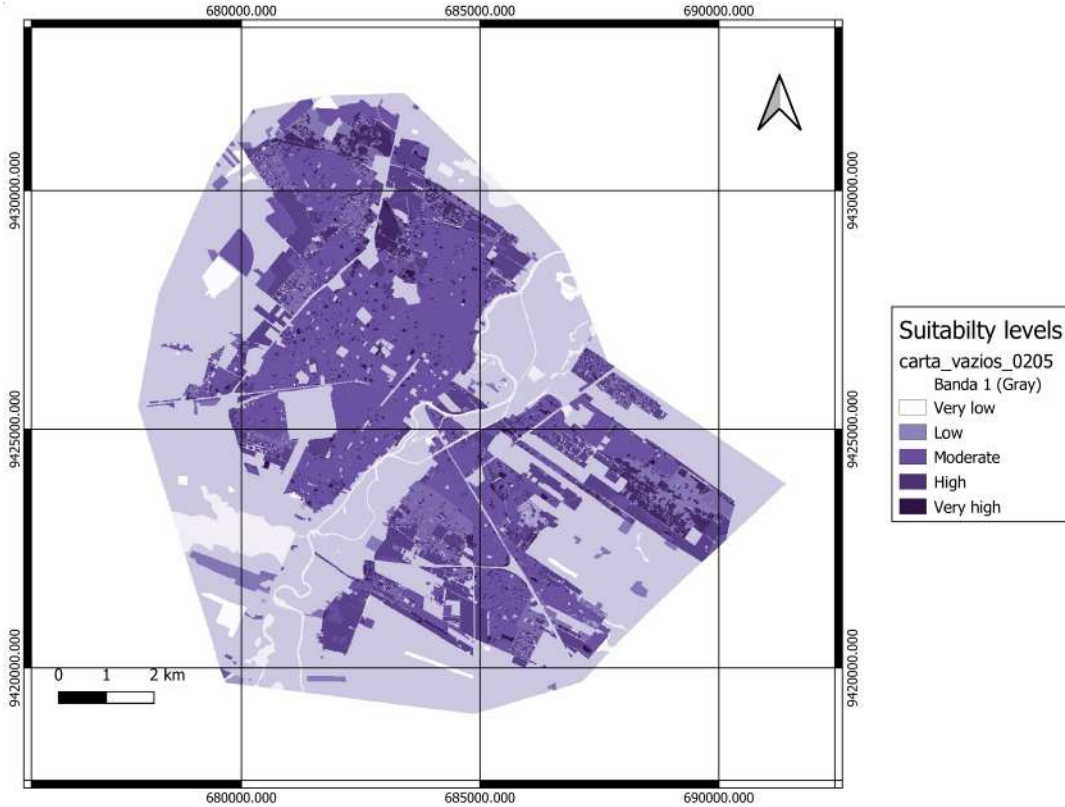 680000.000
685000.000
690000.000
9430000.000
9430000.000
9425000.000
9425000.000
9420000.000
9420000.000
0 1 2 km
680000.000
685000.000
690000.000
Suitabilty levels
carta_vazios_0205
Banda 1 (Gray)
Very low
Low
Moderate
High
Very high